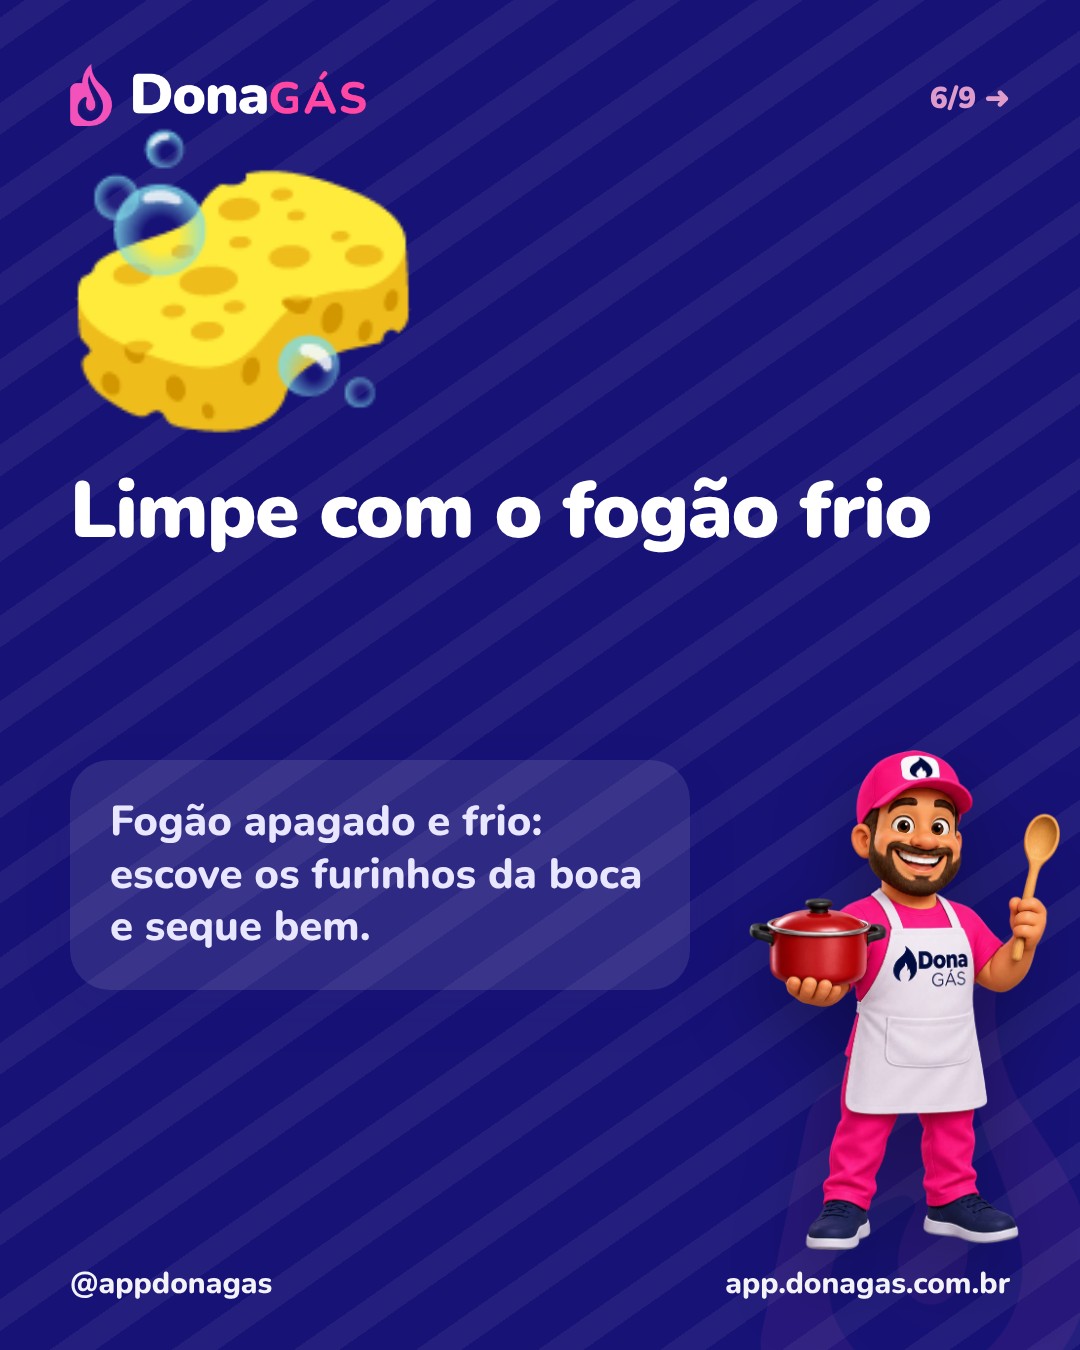 DonaGÁS
6/9 ➜
Limpe com o fogão frio
Fogão apagado e frio:
escove os furinhos da boca
e seque bem.
Dona
GÁS
@appdonagas
app.donagas.com.br